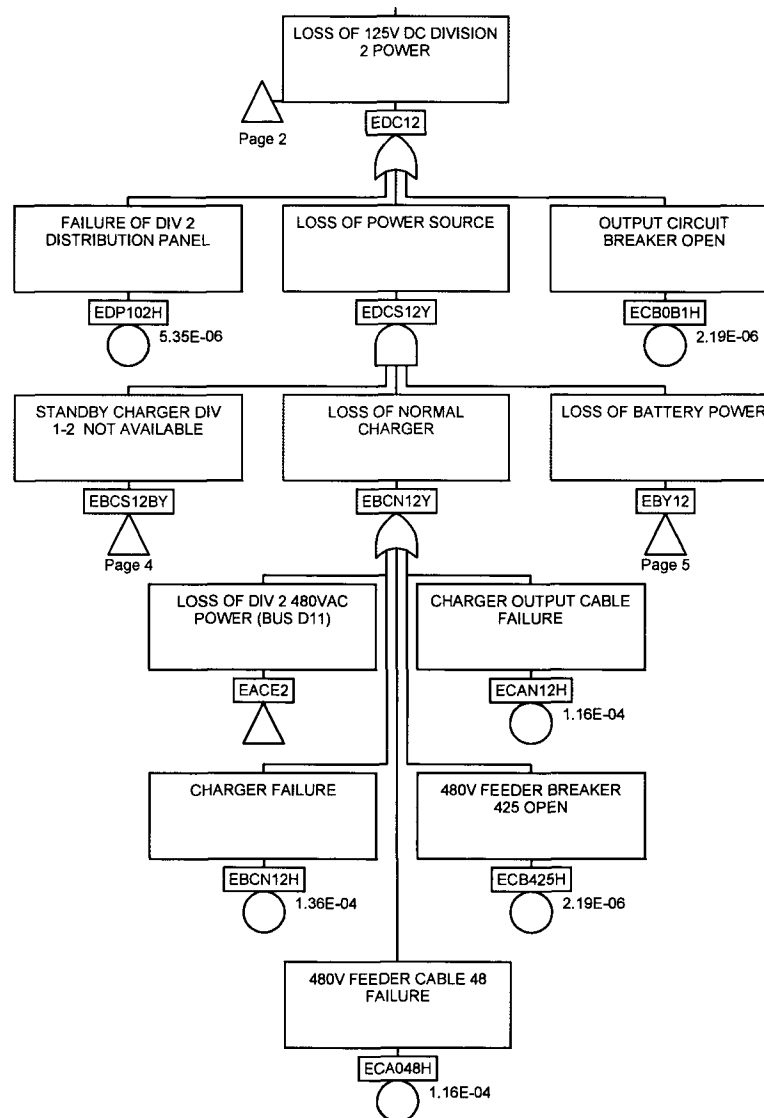 LOSS OF 125V DC DIVISION
2 POWER
Page 2
EDC12
FAILURE OF DIV 2
DISTRIBUTION PANEL
LOSS OF POWER SOURCE
OUTPUT CIRCUIT
BREAKER OPEN
EDP102H
5.35E-06
EDCS12Y
ECB0B1H
2.19E-06
STANDBY CHARGER DIV
1-2 NOT AVAILABLE
LOSS OF NORMAL
CHARGER
LOSS OF BATTERY POWER
EBCS12BY
Page 4
EBCN12Y
EBY12
Page 5
LOSS OF DIV 2 480VAC
POWER (BUS D11)
CHARGER OUTPUT CABLE
FAILURE
EACE2
ECAN12H
1.16E-04
CHARGER FAILURE
480V FEEDER BREAKER
425 OPEN
EBCN12H
1.36E-04
ECB425H
2.19E-06
480V FEEDER CABLE 48
FAILURE
ECA048H
1.16E-04